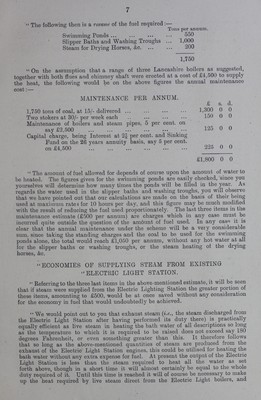 7
"The following then is a resume of the fuel required :—
Tons per annum.
Swimming Ponds ... ... ... ... 550
Slipper Baths and Washing Troughs ... 1,000
Steam for Drying Horses, &c. ... ... 200
1,750
"On the assumption that a range of three Lancashire boilers as suggested,
together with both flues and chimney shaft were erected at a cost of £4,500 to supply
the heat, the following would be on the above figures the annual maintenance
cost :—
MAINTENANCE PER ANNUM.
£ s. d.
1,750 tons of coal, at 15/- delivered ... ... ... ... 1,300 0 0
Two stokers at 30/- per week each ... ... ... ... 150 0 0
Maintenance of boilers and steam pipes, 5 per cent. on
say £2,500 ... ... ... ... ... ... 125 0 0
Capital charge, being Interest at 3¼ per cent. and Sinking
Fund on the 26 years annuity basis, say 5 per cent.
on £4,500 ... ... ... ... ... ... 225 0 0
£1,800 0 0
"The amount of fuel allowed for depends of course upon the amount of water to
be heated. The figures given for the swimming ponds are easily checked, since you
yourselves will determine how many times the ponds will be filled in the year. As
regards the water used in the slipper baths and washing troughs, you will observe
that we have pointed out that our calculations are made on the basis of their being
used at maximum rates for 10 hours per day, and this figure may be much modified
with the result of reducing the fuel used proportionately. The last three items in the
maintenance estimate (£500 per annum) are charges which in any case must be
incurred quite outside the question of the amount of fuel used. In any case it is
clear that the annual maintenance under the scheme will be a very considerable
one, since taking the standing charges and the coal to be used for the swimming
ponds alone, the total would reach £1,000 per annum, without any hot water at all
for the slipper baths or washing troughs, or the steam heating of the drying
horses, &c.
"ECONOMIES OF SUPPLYING STEAM FROM EXISTING
"ELECTRIC LIGHT STATION.
"Referring to the three last items in the above-mentioned estimate, it will be seen
that if steam were supplied from the Electric Lighting Station the greater portion of
these items, amounting to £500, would be at once saved without any consideration
for the economy in fuel that would undoubtedly be achieved.
"We would point out to you that exhaust steam (i.e., the steam discharged from
the Electric Light Station after having performed its duty there) is practically
equally efficient as live steam in heating the bath water of all descriptions so long
as the temperature to which it is required to be raised does not exceed say 180
degrees Fahrenheit, or even something greater than this. It therefore follows
that so long as the above-mentioned quantities of steam are produced from the
exhaust of the Electric Light Station engines, this could be utilised for heating the
bath water without any extra expense for fuel. At present the output of the Electric
Light Station is less than the steam required to heat all the water as set
forth above, though in a short time it will almost certainly be equal to the whole
duty required of it. Until this time is reached it will of course be necessary to make
up the heat required by live steam direct from the Electric Light boilers, and